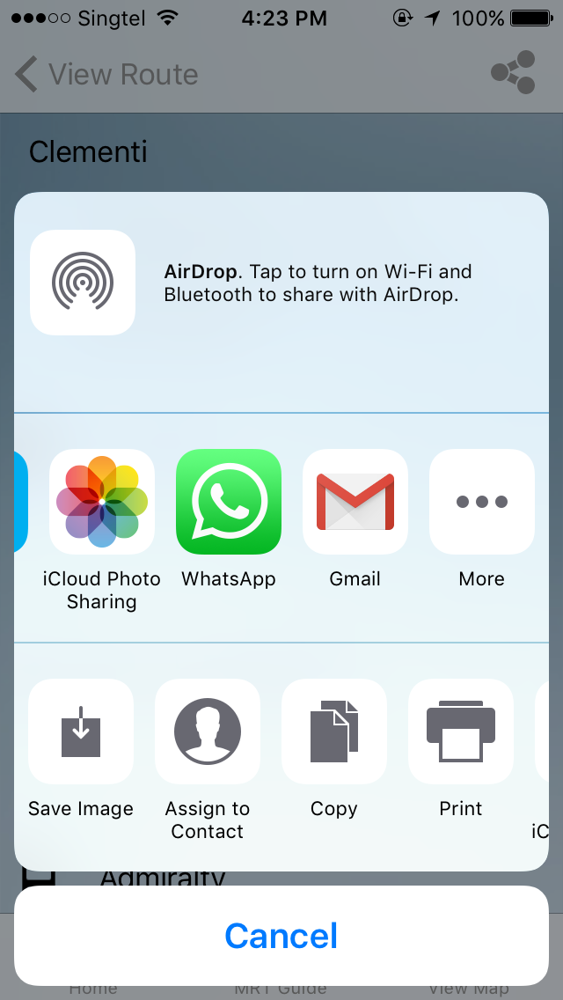 Singtel 4:23 PM 100%
View Route
Clementi
AirDrop. Tap to turn on Wi-Fi and
Bluetooth to share with AirDrop.
iCloud Photo
Sharing
WhatsApp
Gmail
More
Save Image
Assign to
Contact
Copy
Print
iC
Admiralty
Cancel
Home MRT Guide View Map